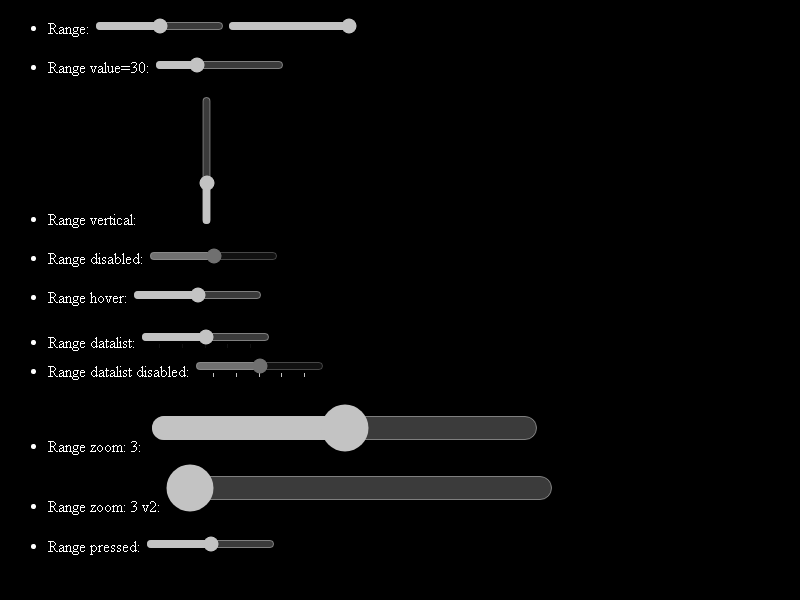 Range:
Range value=30:
Range vertical:
Range disabled:
Range hover:
Range datalist:
Range datalist disabled:
Range zoom: 3:
Range zoom: 3 v2:
Range pressed: